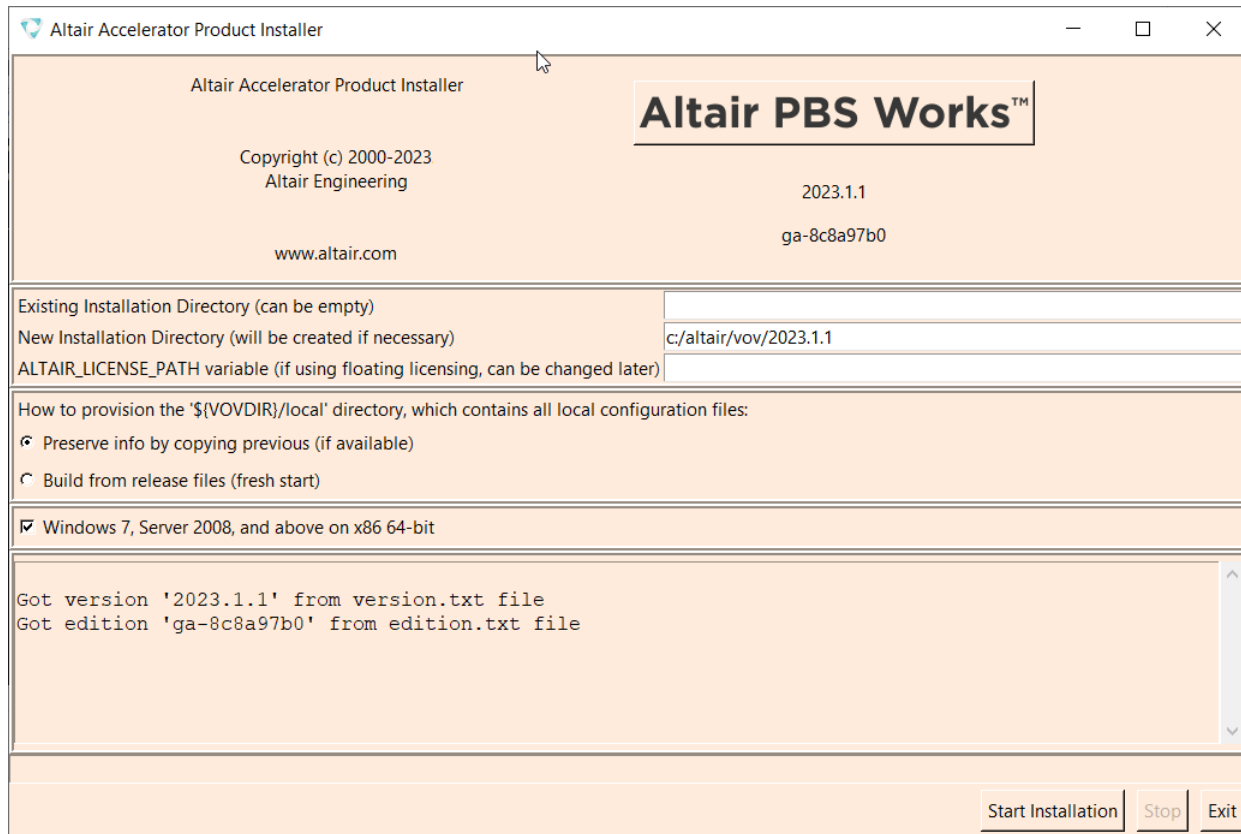 Altair Accelerator Product Installer
Altair Accelerator Product Installer
Copyright (c) 2000-2023
Altair Engineering
www.altair.com
Altair PBS Works™
2023.1.1
ga-8c8a97b0
Existing Installation Directory (can be empty)
New Installation Directory (will be created if necessary) c:/altair/vov/2023.1.1
ALTAIR_LICENSE_PATH variable (if using floating licensing, can be changed later)
How to provision the '${VOVDIR}/local' directory, which contains all local configuration files:
Preserve info by copying previous (if available)
Build from release files (fresh start)
Windows 7, Server 2008, and above on x86 64-bit
Got version '2023.1.1' from version.txt file
Got edition 'ga-8c8a97b0' from edition.txt file
Start Installation Stop Exit